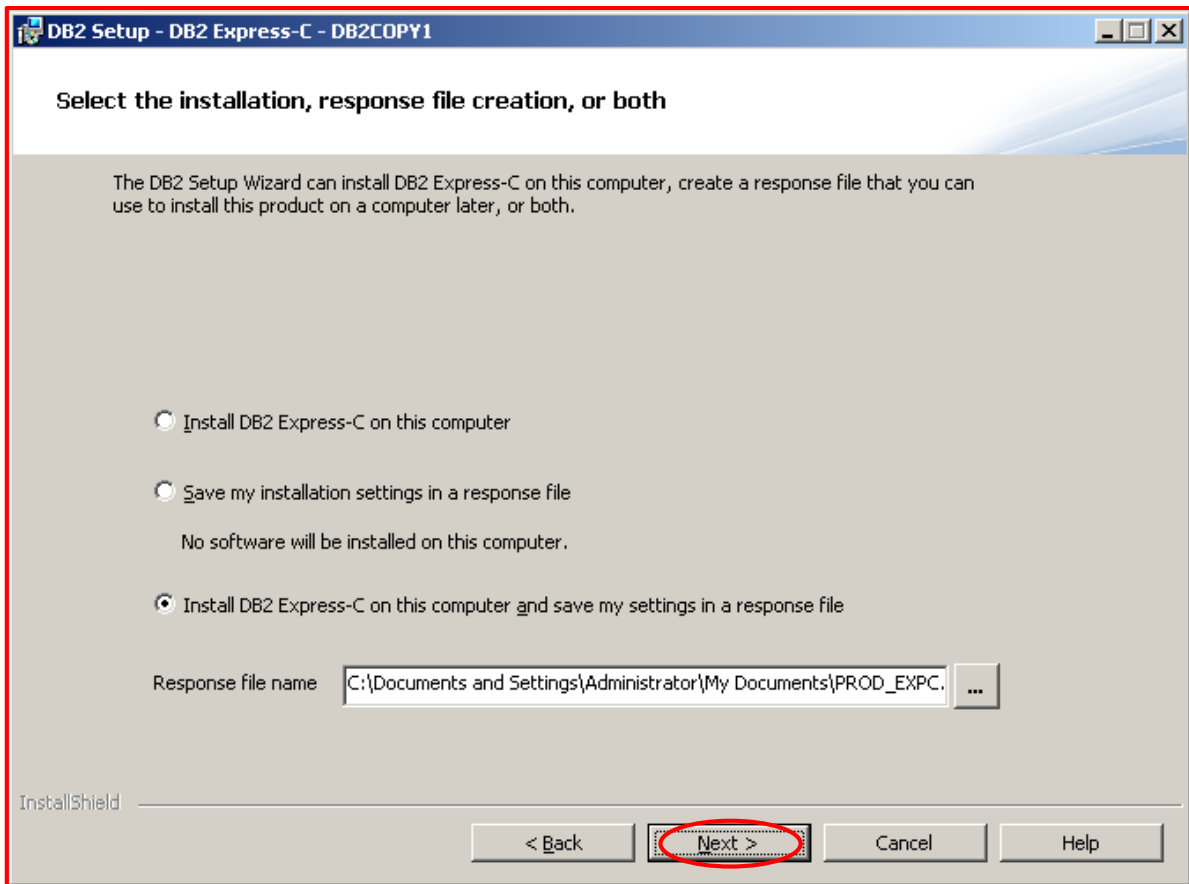 DB2 Setup - DB2 Express-C - DB2COPY1
Select the installation, response file creation, or both
The DB2 Setup Wizard can install DB2 Express-C on this computer, create a response file that you can
use to install this product on a computer later, or both.
Install DB2 Express-C on this computer
Save my installation settings in a response file
No software will be installed on this computer.
Install DB2 Express-C on this computer and save my settings in a response file
Response file name C:\Documents and Settings\Administrator\My Documents\PROD_EXPC. ...
InstallShield
< Back Next > Cancel Help